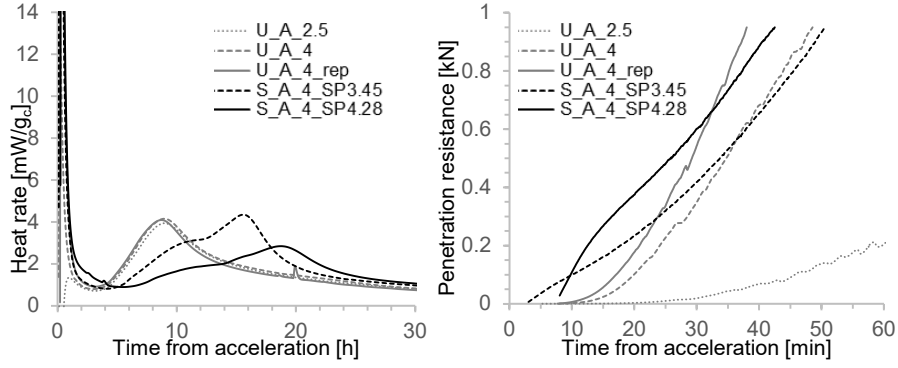 14
12
10
8
6
4
2
0
Heat rate [mW/gc]
U_A_2.5
U_A_4
U_A_4_rep
S_A_4_SP3.45
S_A_4_SP4.28
0 10 20 30
Time from acceleration [h]
1
0.8
0.6
0.4
0.2
0
Penetration resistance [kN]
U_A_2.5
U_A_4
U_A_4_rep
S_A_4_SP3.45
S_A_4_SP4.28
0 10 20 30 40 50 60
Time from acceleration [min]